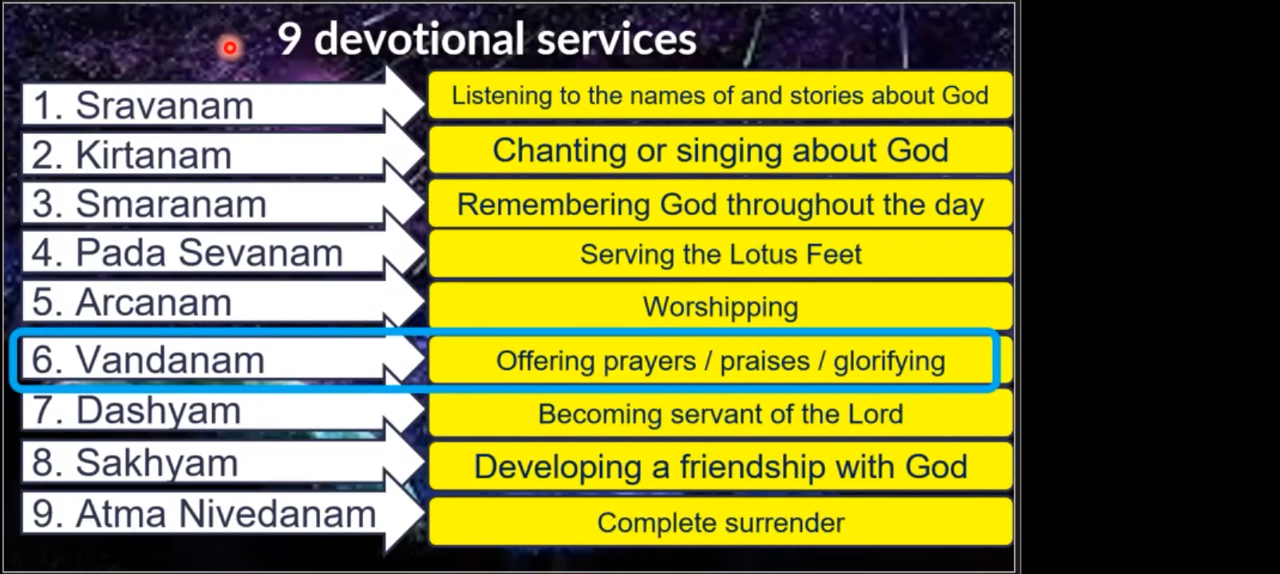 9 devotional services
1. Sravanam
Listening to the names of and stories about God
2. Kirtanam
Chanting or singing about God
3. Smaranam
Remembering God throughout the day
4. Pada Sevanam
Serving the Lotus Feet
5. Arcanam
Worshipping
6. Vandanam
Offering prayers / praises / glorifying
7. Dashyam
Becoming servant of the Lord
8. Sakhyam
Developing a friendship with God
9. Atma Nivedanam
Complete surrender